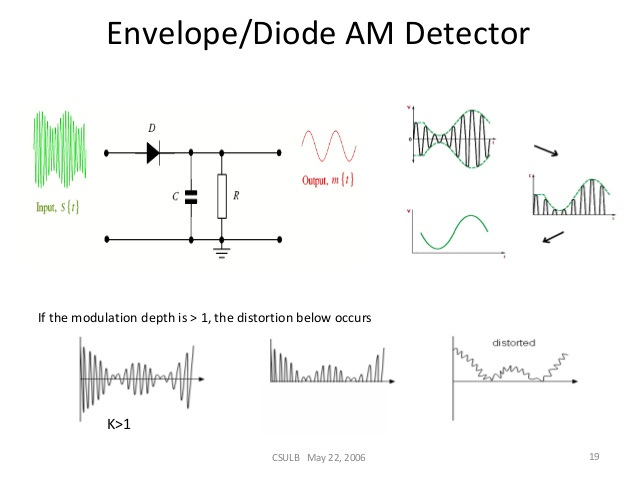 Envelope/Diode AM Detector
D
C
R
Input, S{t}
Output, m{t}
v
0
t
v
t
t
If the modulation depth is > 1, the distortion below occurs
distorted
K>1
CSULB May 22, 2006
19